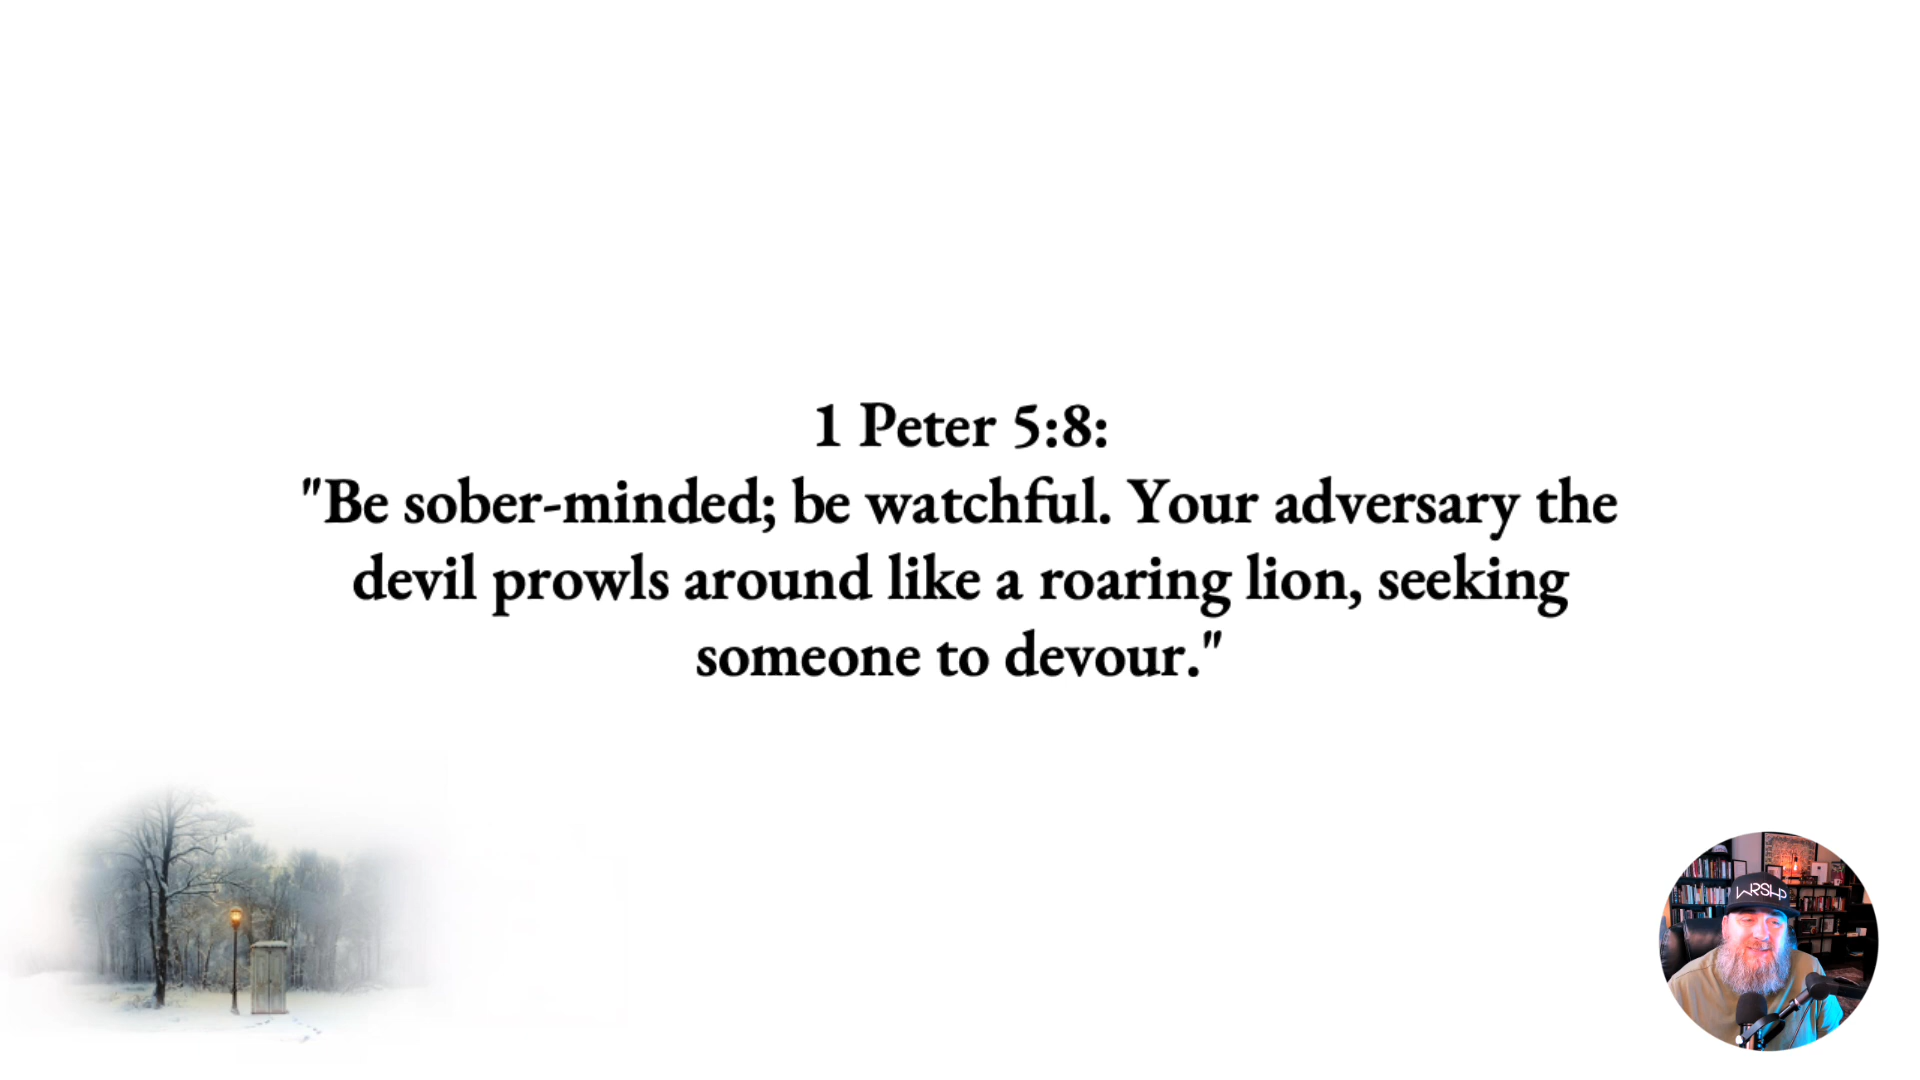 1 Peter 5:8:
"Be sober-minded; be watchful. Your adversary the
devil prowls around like a roaring lion, seeking
someone to devour."
WRSHP